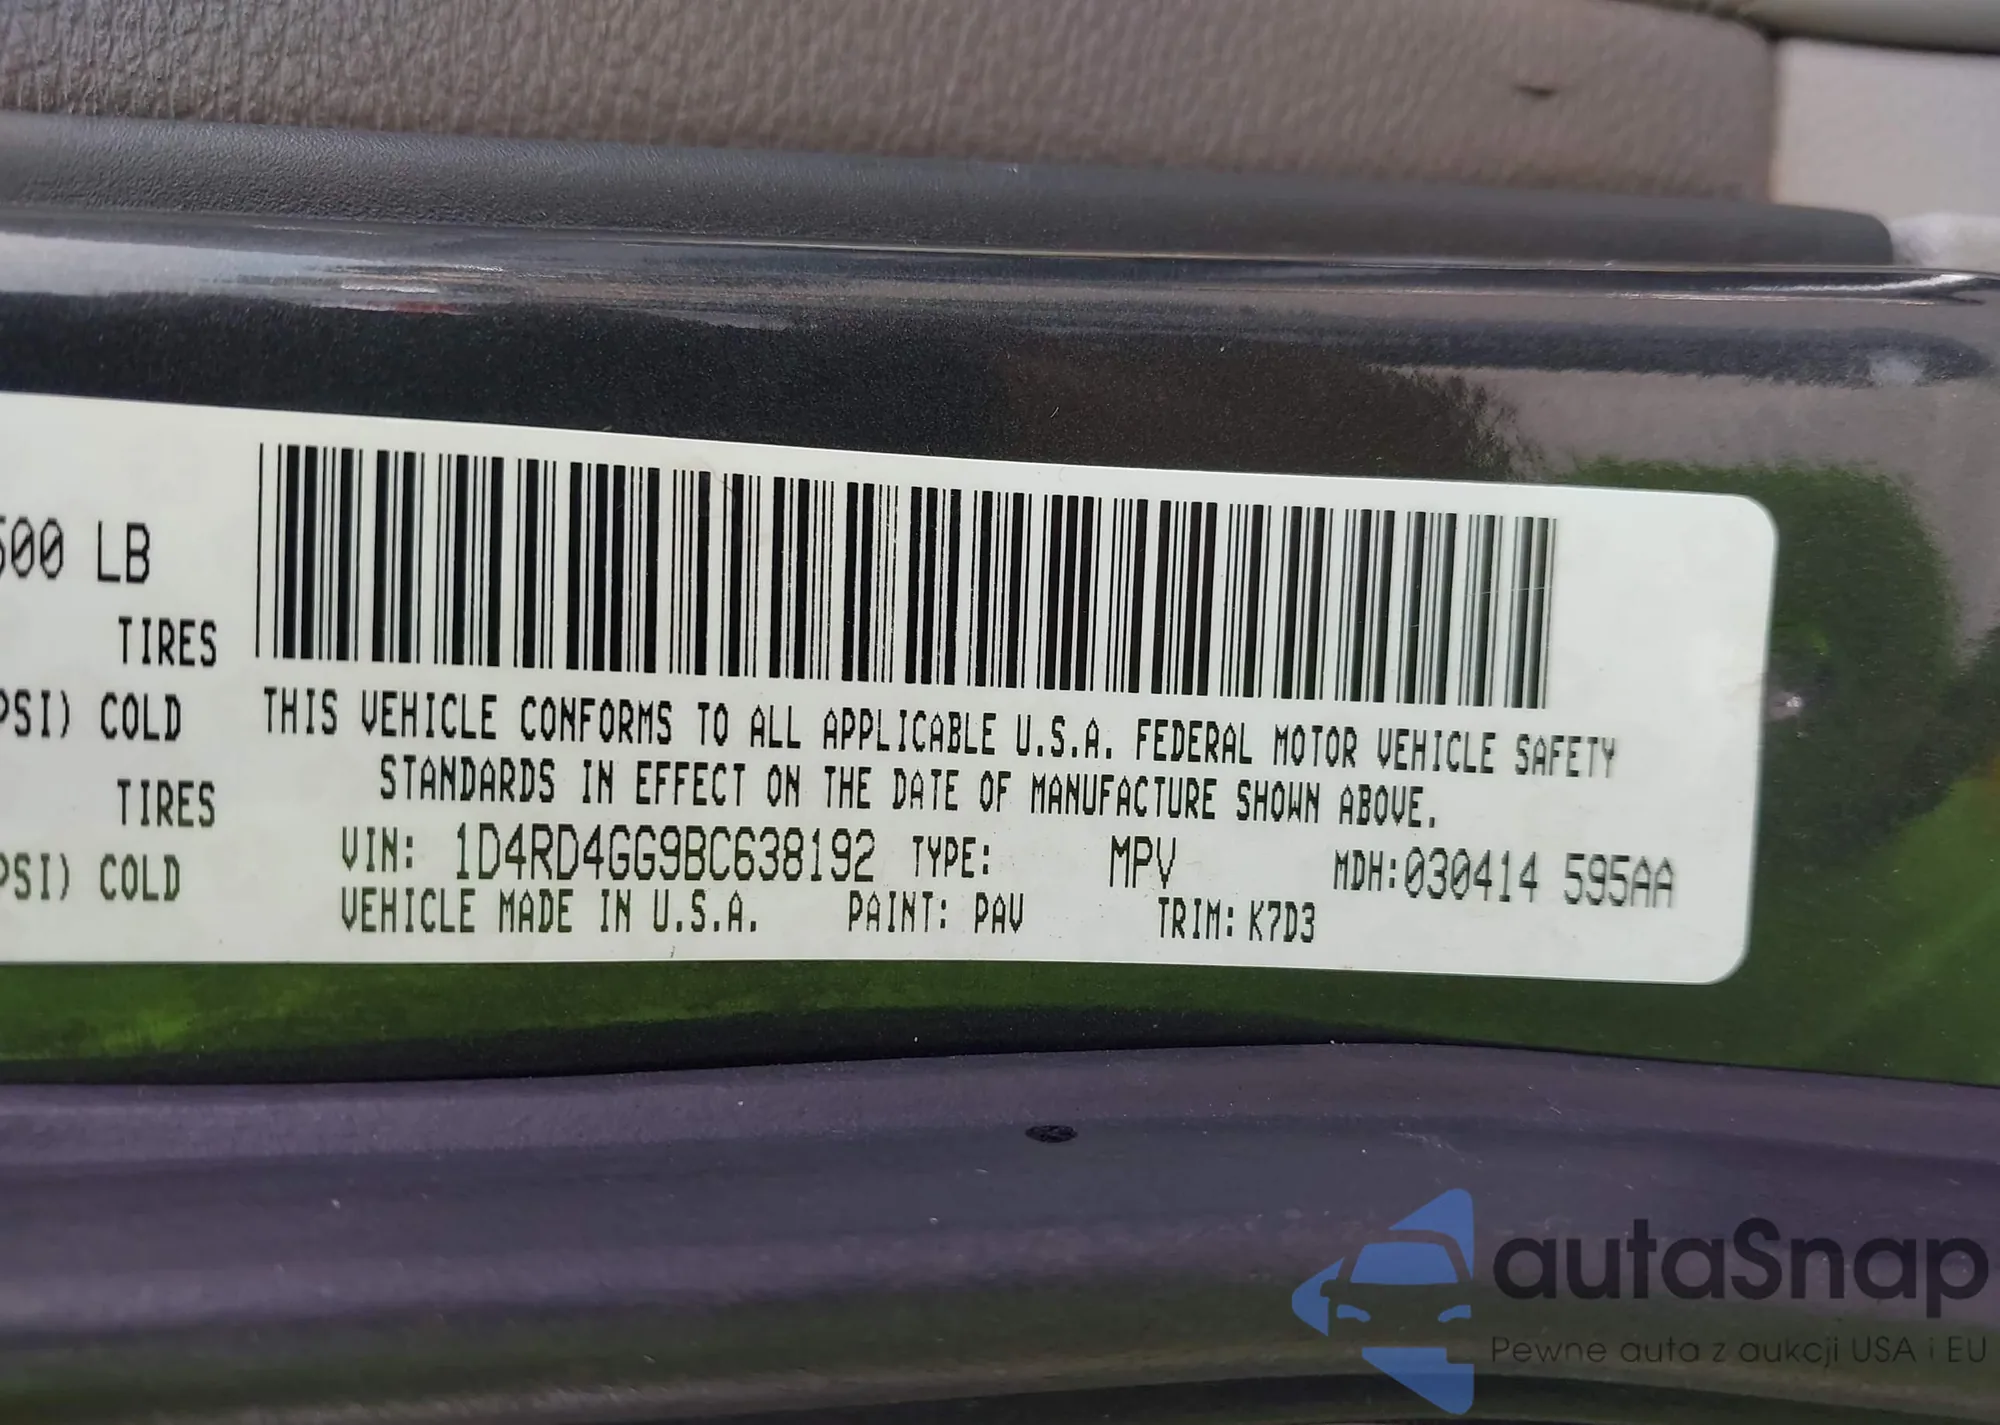 500 LB
TIRES
PSI) COLD
TIRES
PSI) COLD
THIS VEHICLE CONFORMS TO ALL APPLICABLE U.S.A. FEDERAL MOTOR VEHICLE SAFETY
STANDARDS IN EFFECT ON THE DATE OF MANUFACTURE SHOWN ABOVE.
VIN: 1D4RD4GG9BC638192 TYPE: MPV MDH:030414 595AA
VEHICLE MADE IN U.S.A. PAINT: PAV TRIM: K7D3
autaSnap
Pewne auta z aukcji USA i EU